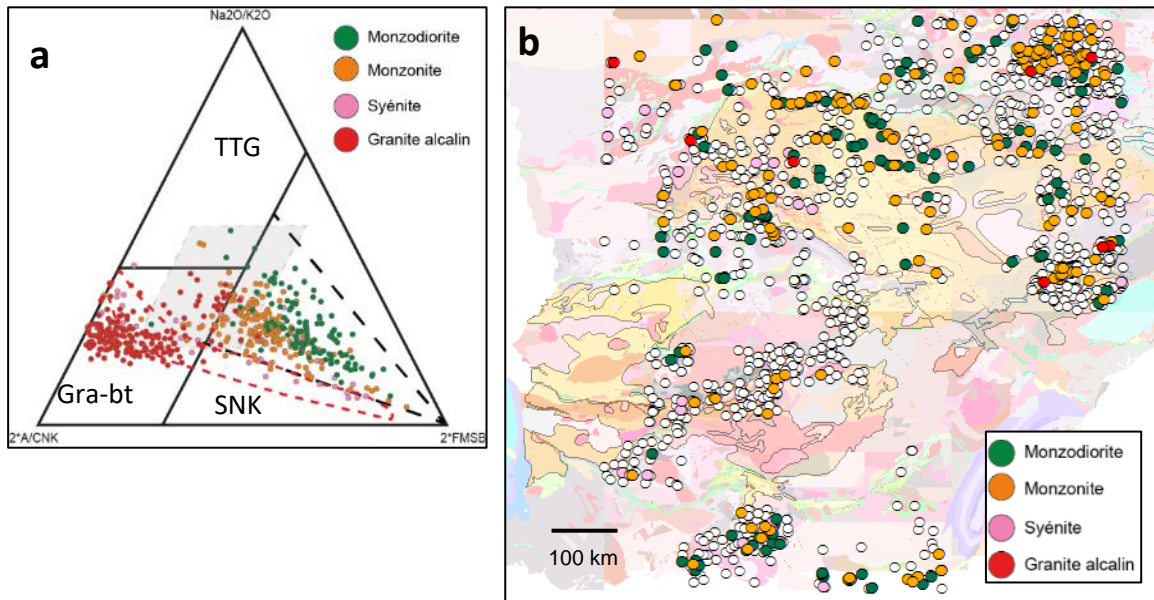 a
Na2O/K2O
Monzodiorite
Monzonite
Syénite
Granite alcalin
TTG
Gra-bt
SNK
2*A/CNK
2*FMSB
b
100 km
Monzodiorite
Monzonite
Syénite
Granite alcalin